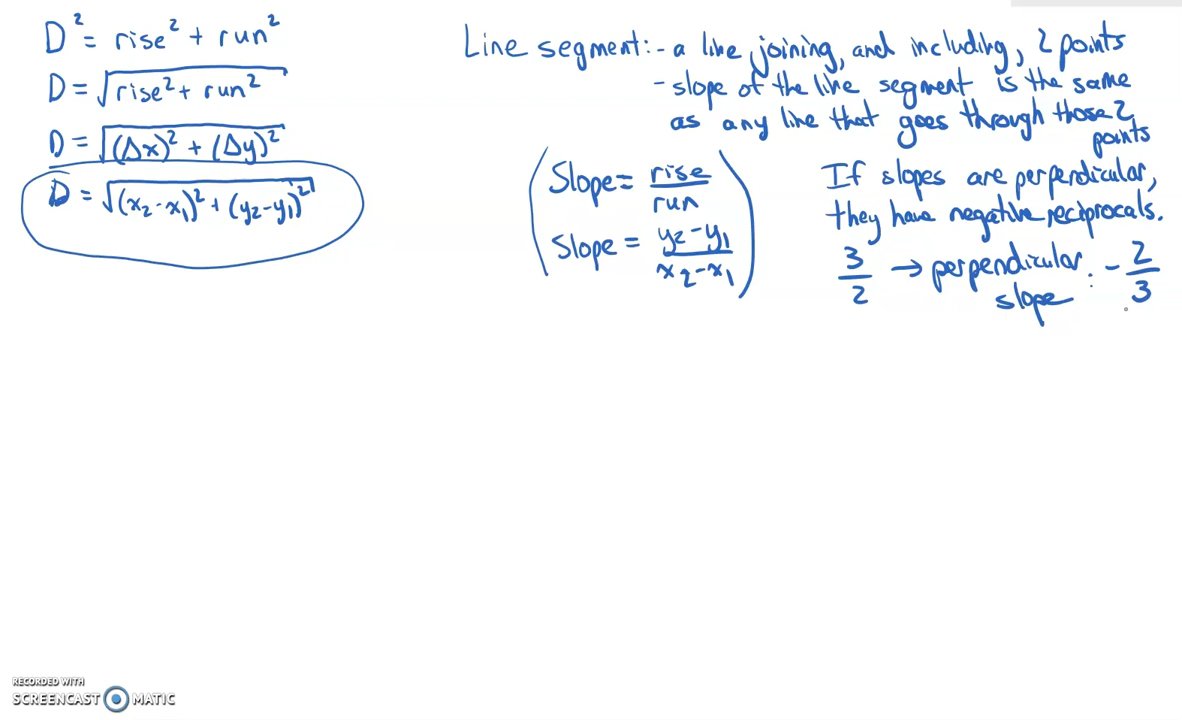 D² = rise² + run²
D = √rise² + run²
D = √(Δx)² + (Δy)²
D = √(x₂-x₁)² + (y₂-y₁)²
Line segment: - a line joining, and including, 2 points
- slope of the line segment is the same
as any line that goes through those 2
points
Slope = rise/run
Slope = y₂-y₁/x₂-x₁
If slopes are perpendicular,
they have negative reciprocals.
3/2 → perpendicular : - 2/3
slope
RECORDED WITH
SCREENCAST MATIC